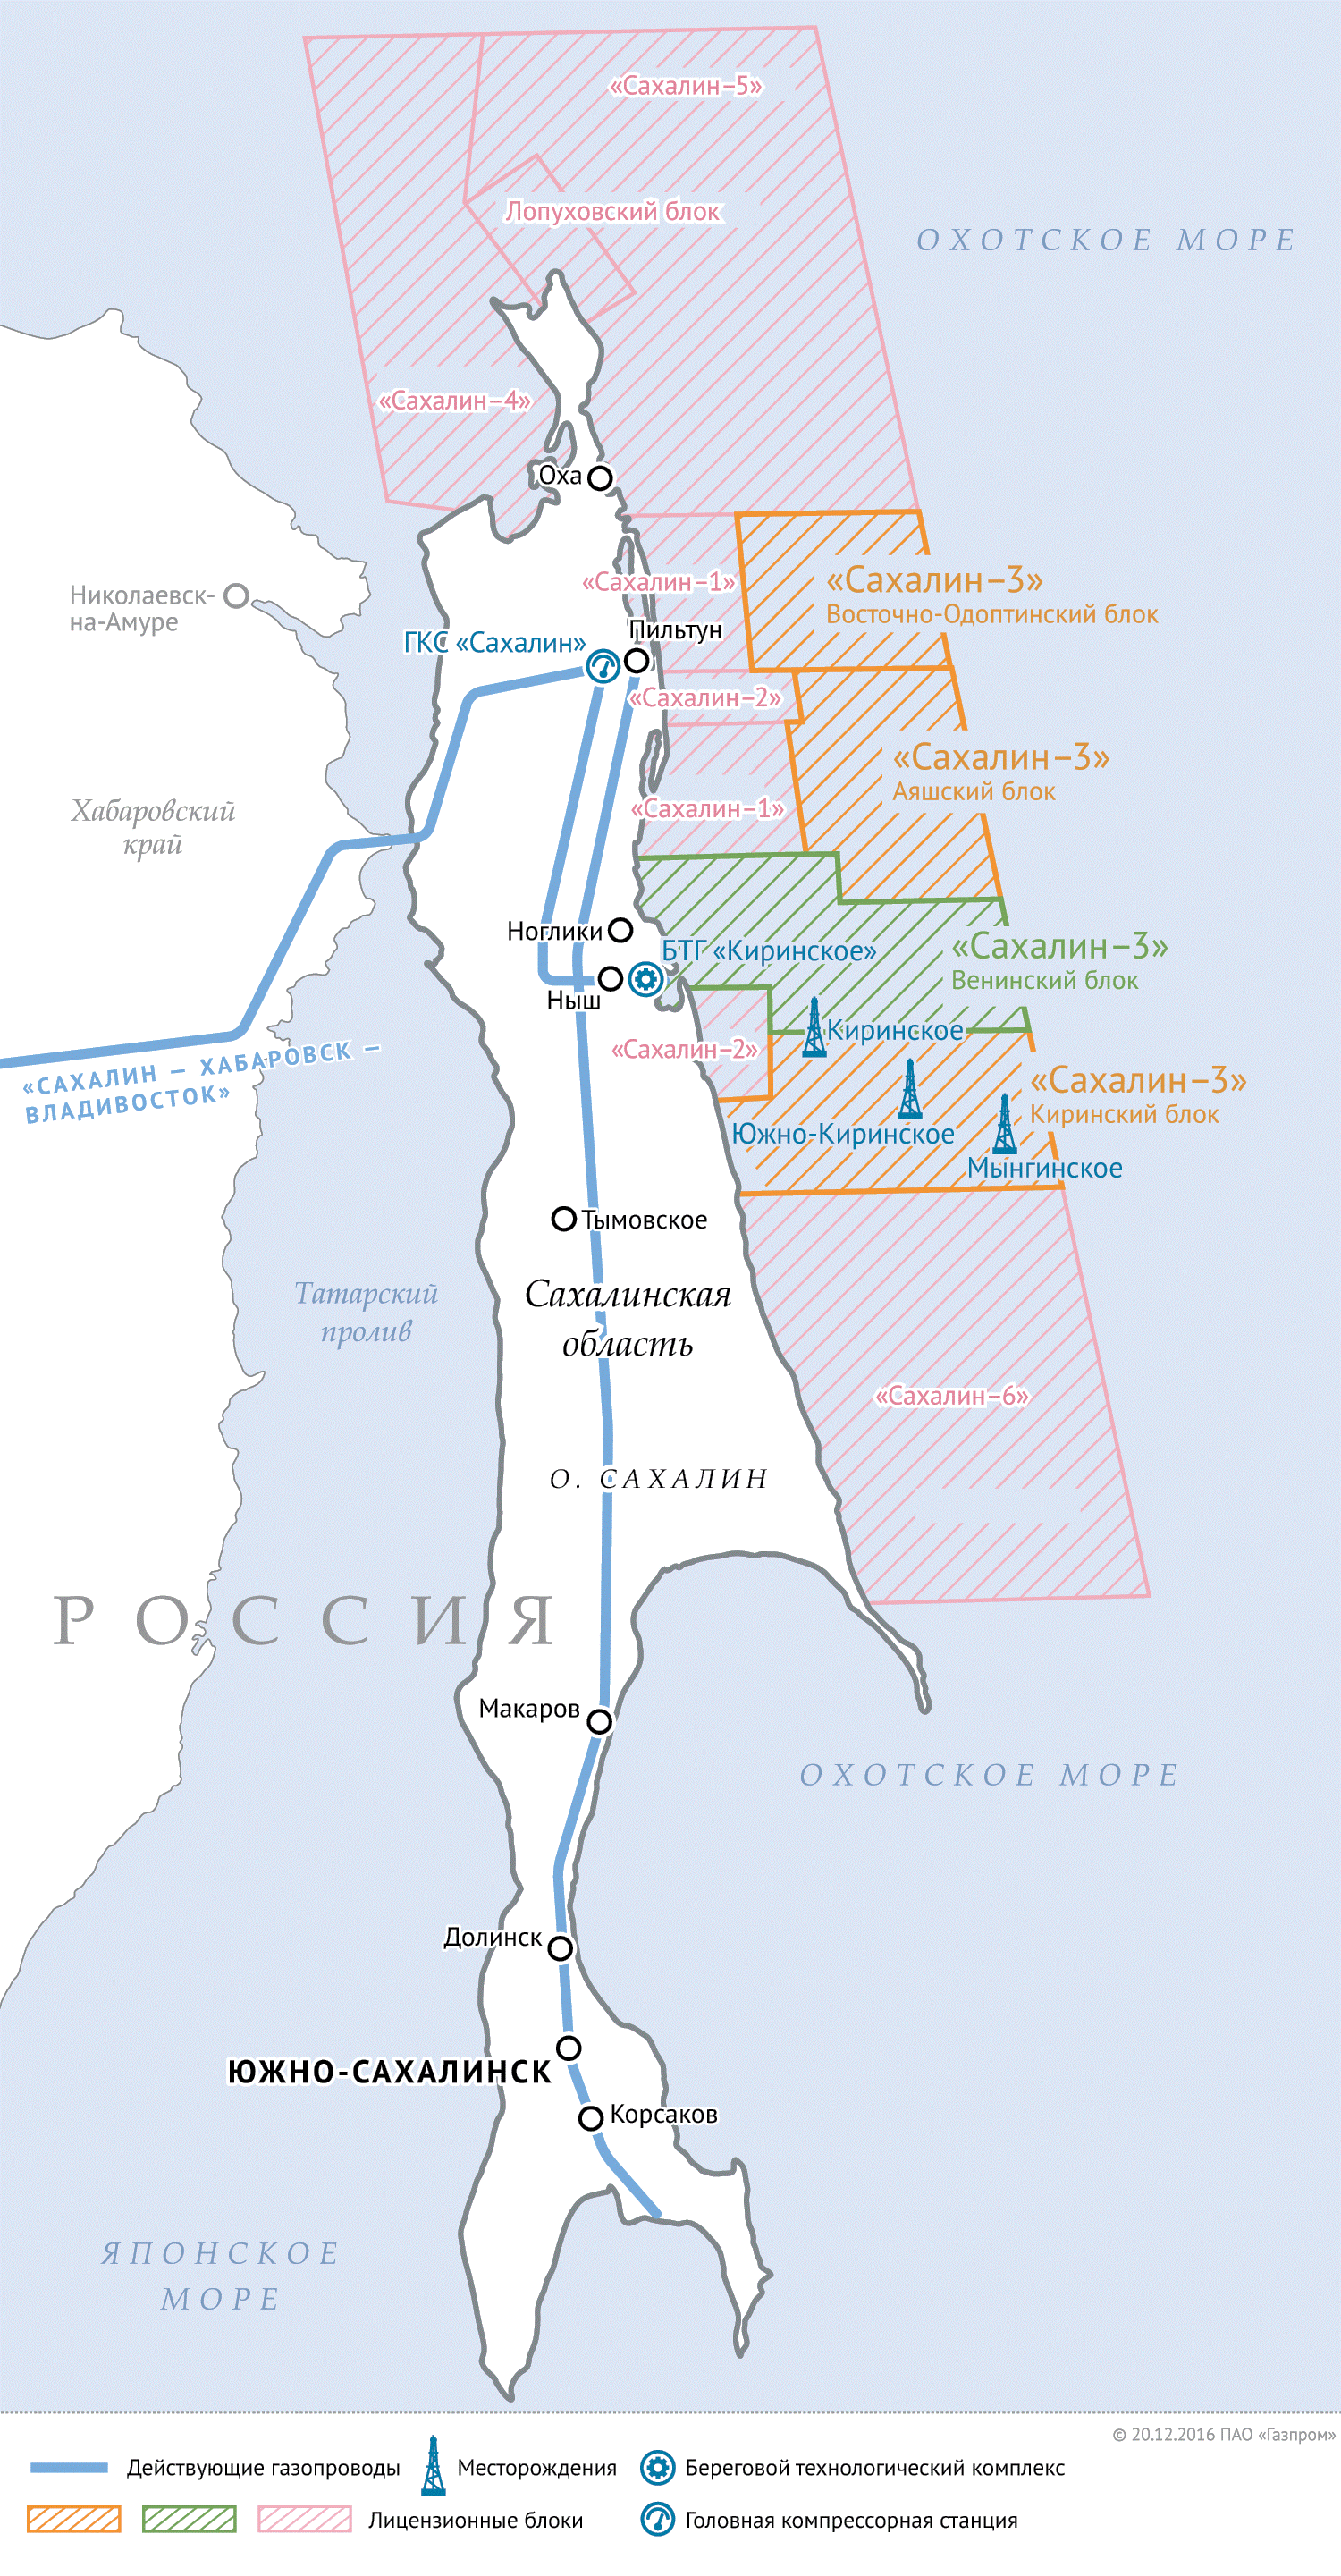 «Сахалин–5»
Лопуховский блок
ОХОТСКОЕ МОРЕ
«Сахалин–4»
Оха
«Сахалин–1»
«Сахалин–3»
Восточно-Одоптинский блок
Николаевск-
на-Амуре
ГКС «Сахалин»
Пильтун
«Сахалин–2»
«Сахалин–3»
Аяшский блок
Хабаровский
край
«Сахалин–1»
Ноглики
БТГ «Киринское»
«Сахалин–3»
Венинский блок
Ныш
Киринское
«Сахалин–2»
«САХАЛИН — ХАБАРОВСК —
ВЛАДИВОСТОК»
«Сахалин–3»
Киринский блок
Южно-Киринское
Мынгинское
Тымовское
Татарский
пролив
Сахалинская
область
«Сахалин–6»
О. САХАЛИН
РОССИЯ
Макаров
ОХОТСКОЕ МОРЕ
Долинск
ЮЖНО-САХАЛИНСК
Корсаков
ЯПОНСКОЕ
МОРЕ
© 20.12.2016 ПАО «Газпром»
Действующие газопроводы
Месторождения
Береговой технологический комплекс
Лицензионные блоки
Головная компрессорная станция